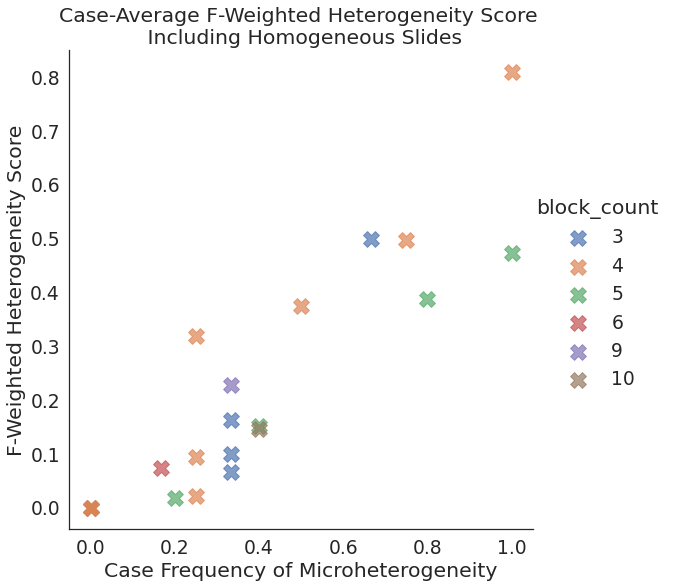 Case-Average F-Weighted Heterogeneity Score
Including Homogeneous Slides
F-Weighted Heterogeneity Score
0.8
0.7
0.6
0.5
0.4
0.3
0.2
0.1
0.0
0.0 0.2 0.4 0.6 0.8 1.0
Case Frequency of Microheterogeneity
block_count
3
4
5
6
9
10